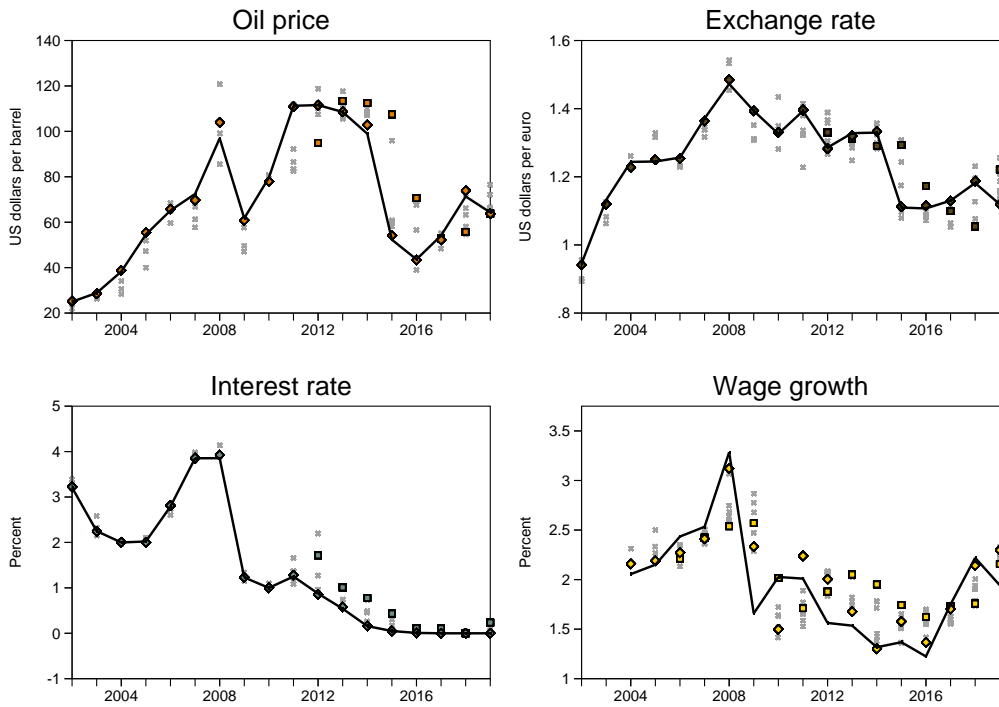 Oil price
US dollars per barrel
140
120
100
80
60
40
20
2004 2008 2012 2016
Exchange rate
US dollars per euro
1.6
1.4
1.2
1
.8
2004 2008 2012 2016
Interest rate
Percent
5
4
3
2
1
0
-1
2004 2008 2012 2016
Wage growth
Percent
3.5
3
2.5
2
1.5
1
2004 2008 2012 2016